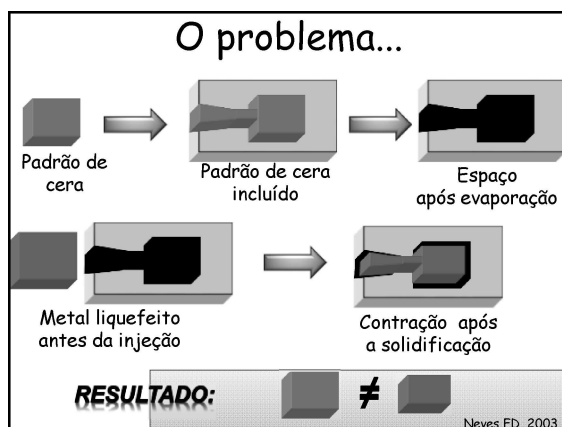 O problema...
Padrão de
cera
Padrão de cera
incluído
Espaço
após evaporação
Metal liquefeito
antes da injeção
Contração após
a solidificação
RESULTADO:
≠
Neves FD, 2003